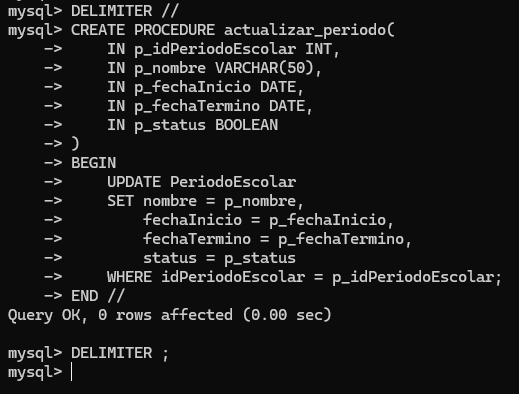 mysql> DELIMITER //
mysql> CREATE PROCEDURE actualizar_periodo(
    ->     IN p_idPeriodoEscolar INT,
    ->     IN p_nombre VARCHAR(50),
    ->     IN p_fechaInicio DATE,
    ->     IN p_fechaTermino DATE,
    ->     IN p_status BOOLEAN
    -> )
    -> BEGIN
    ->     UPDATE PeriodoEscolar
    ->     SET nombre = p_nombre,
    ->         fechaInicio = p_fechaInicio,
    ->         fechaTermino = p_fechaTermino,
    ->         status = p_status
    ->     WHERE idPeriodoEscolar = p_idPeriodoEscolar;
    -> END //
Query OK, 0 rows affected (0.00 sec)

mysql> DELIMITER ;
mysql>